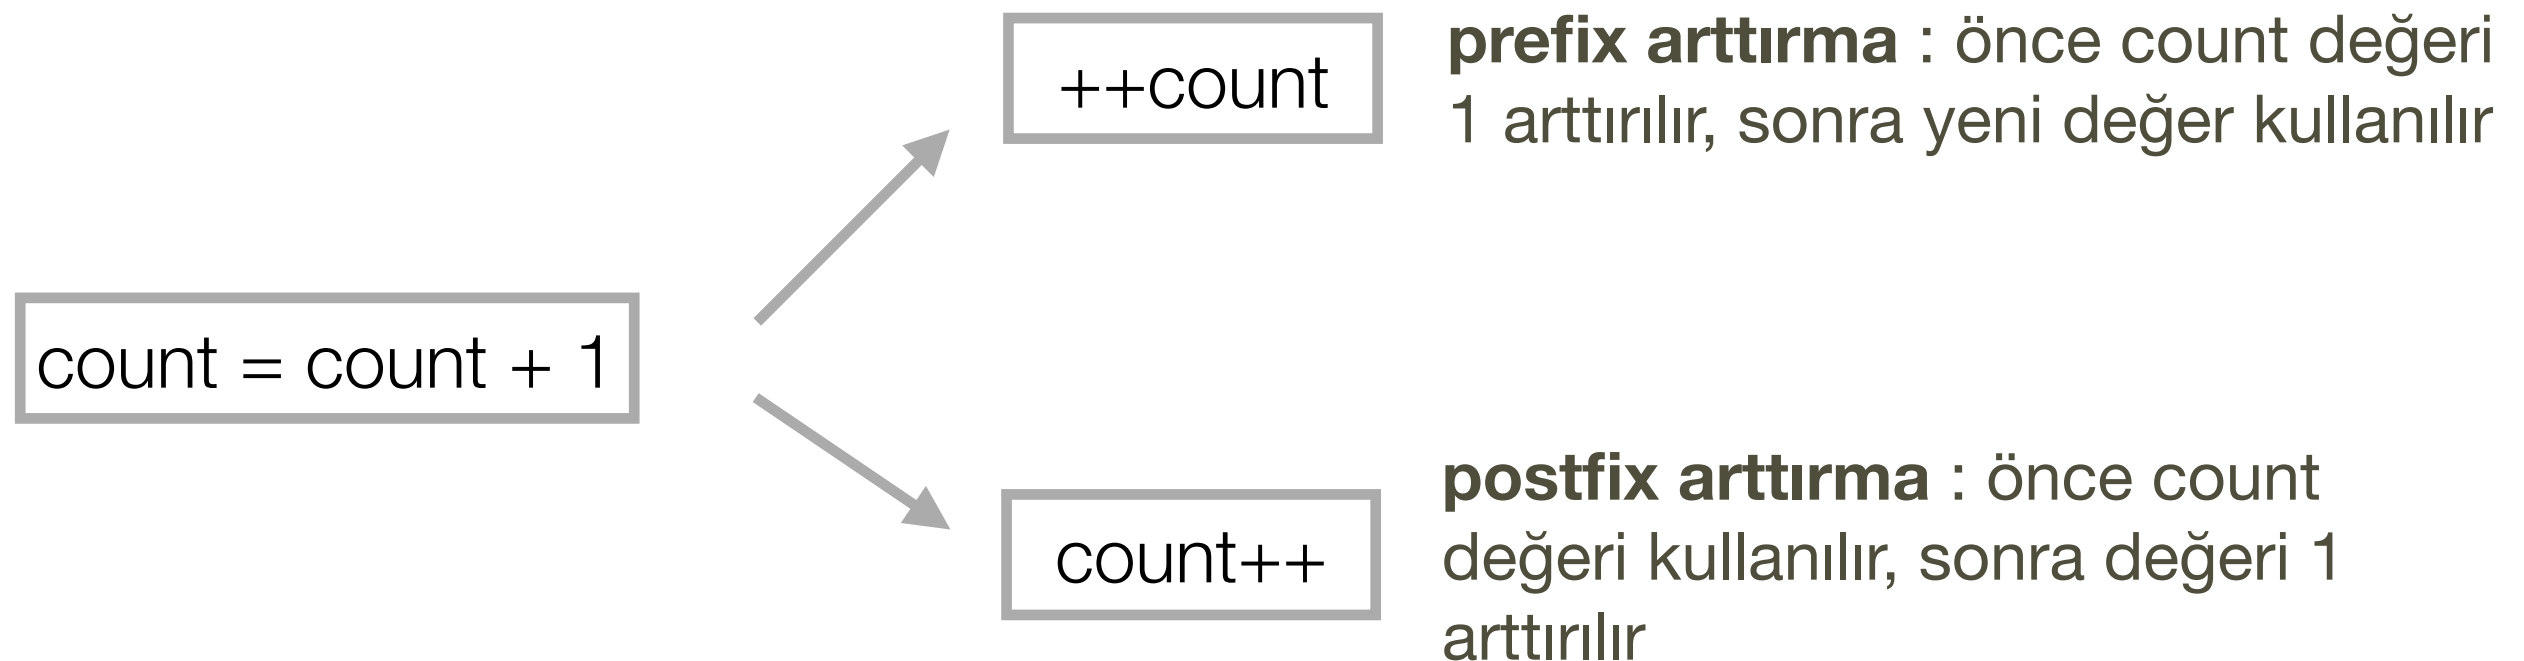 ++count
prefix arttırma : önce count değeri
1 arttırılır, sonra yeni değer kullanılır
count = count + 1
count++
postfix arttırma : önce count
değeri kullanılır, sonra değeri 1
arttırılır